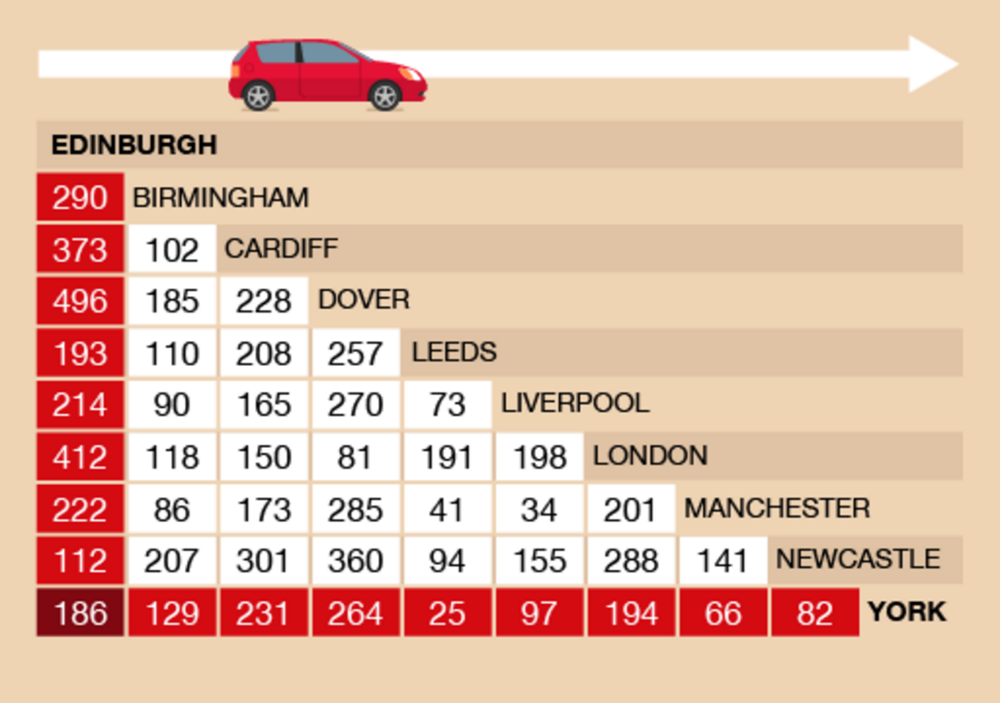 EDINBURGH
290 BIRMINGHAM
373 102 CARDIFF
496 185 228 DOVER
193 110 208 257 LEEDS
214 90 165 270 73 LIVERPOOL
412 118 150 81 191 198 LONDON
222 86 173 285 41 34 201 MANCHESTER
112 207 301 360 94 155 288 141 NEWCASTLE
186 129 231 264 25 97 194 66 82 YORK